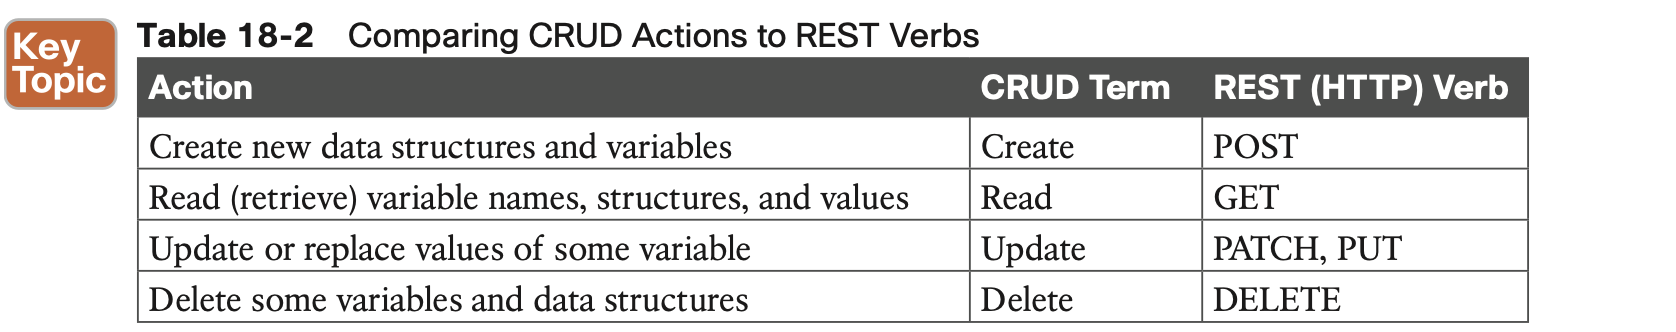 Key
Topic
Table 18-2 Comparing CRUD Actions to REST Verbs
Action CRUD Term REST (HTTP) Verb
Create new data structures and variables Create POST
Read (retrieve) variable names, structures, and values Read GET
Update or replace values of some variable Update PATCH, PUT
Delete some variables and data structures Delete DELETE